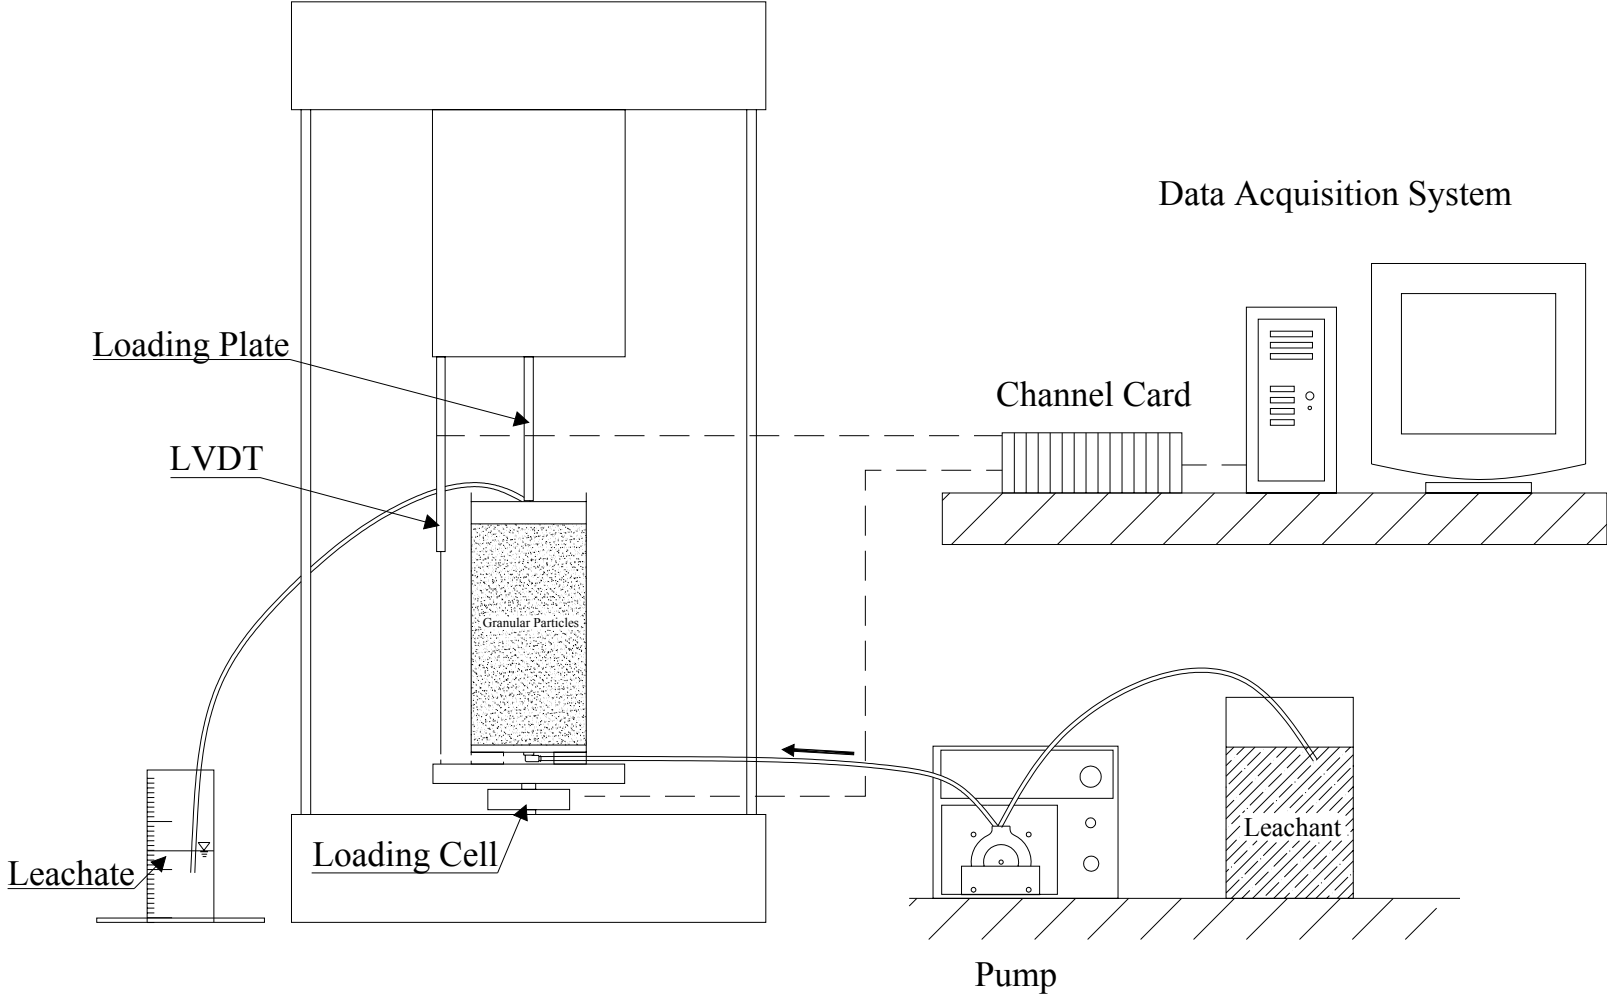 Data Acquisition System
Loading Plate
Channel Card
LVDT
Granular Particles
Leachant
Loading Cell
Leachate
Pump